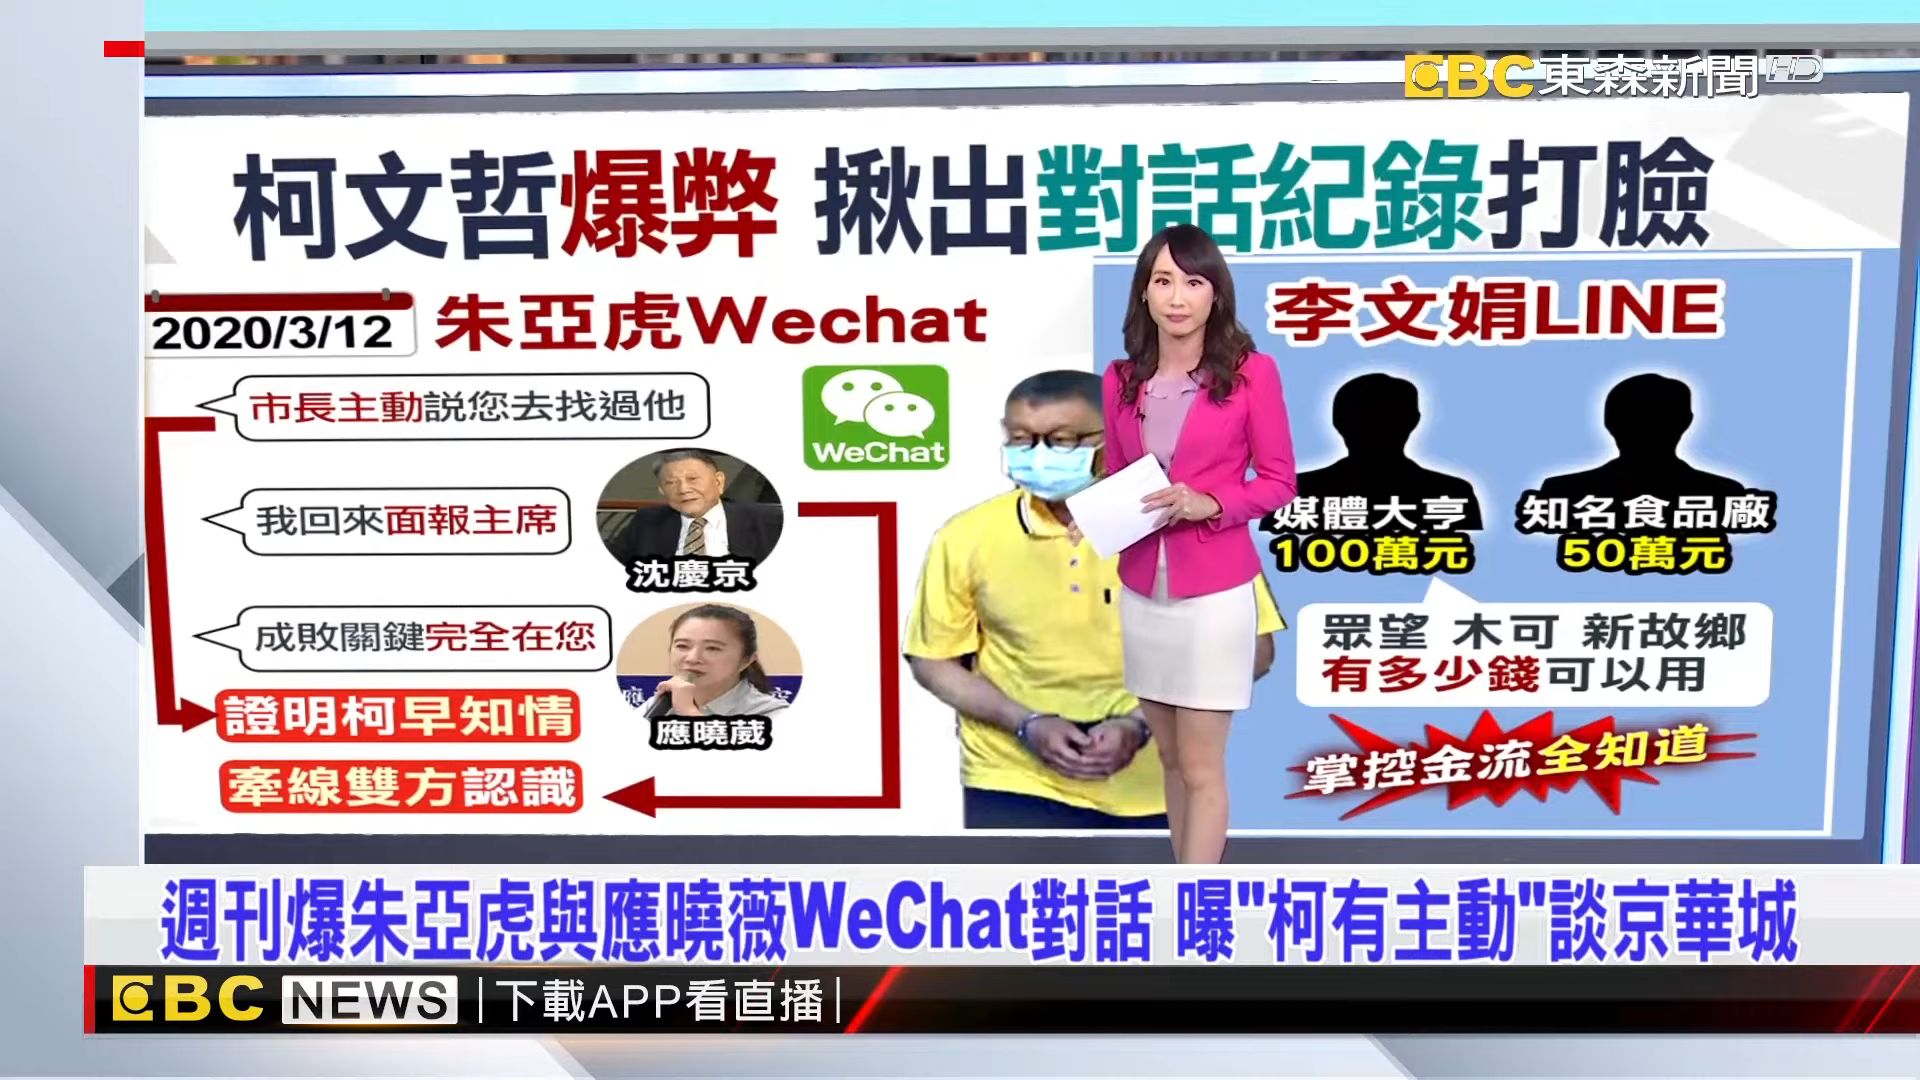 EBC東森新聞HD
柯文哲爆弊 揪出對話紀錄打臉
2020/3/12
朱亞虎Wechat
市長主動説您去找過他
WeChat
我回來面報主席
沈慶京
成敗關鍵完全在您
應曉葳
證明柯早知情
牽線雙方認識
李文娟LINE
媒體大亨
100萬元
知名食品廠
50萬元
眾望 木可 新故鄉
有多少錢可以用
掌控金流全知道
週刊爆朱亞虎與應曉薇WeChat對話 曝"柯有主動"談京華城
EBC NEWS 下載APP看直播